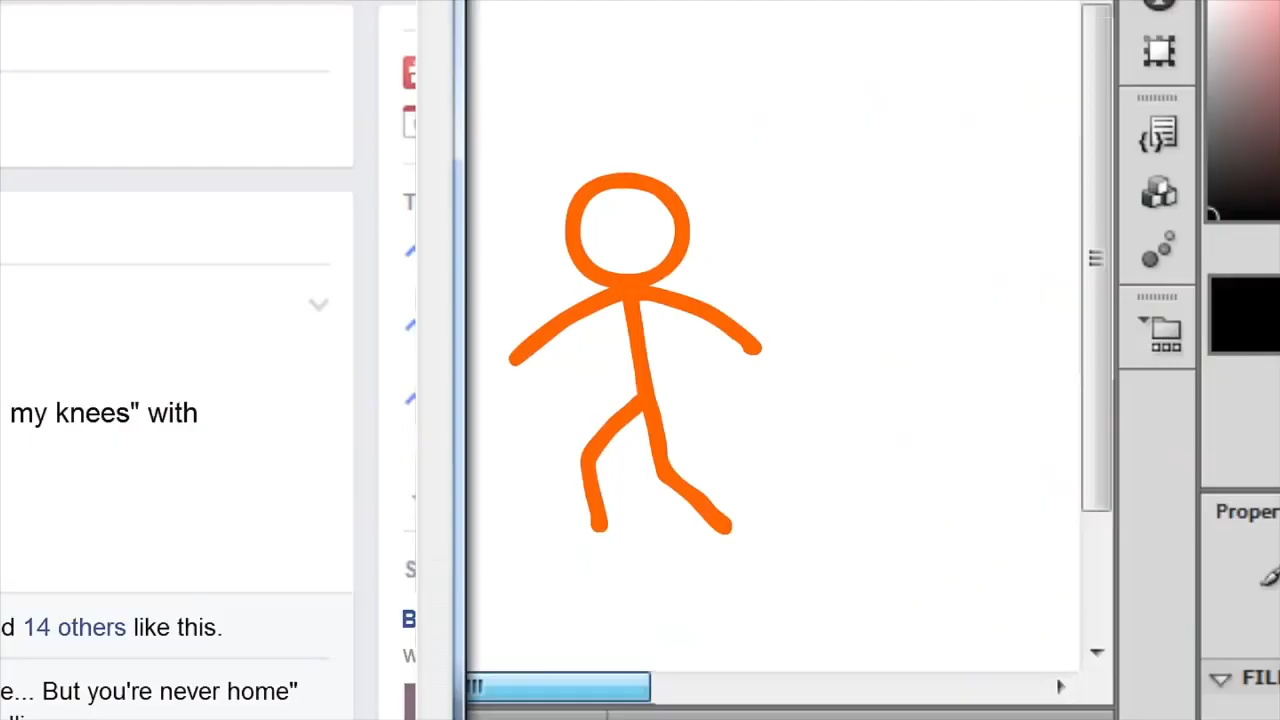 my knees" with
d 14 others like this.
e... But you're never home"
T
S
B
W
Proper
FIL